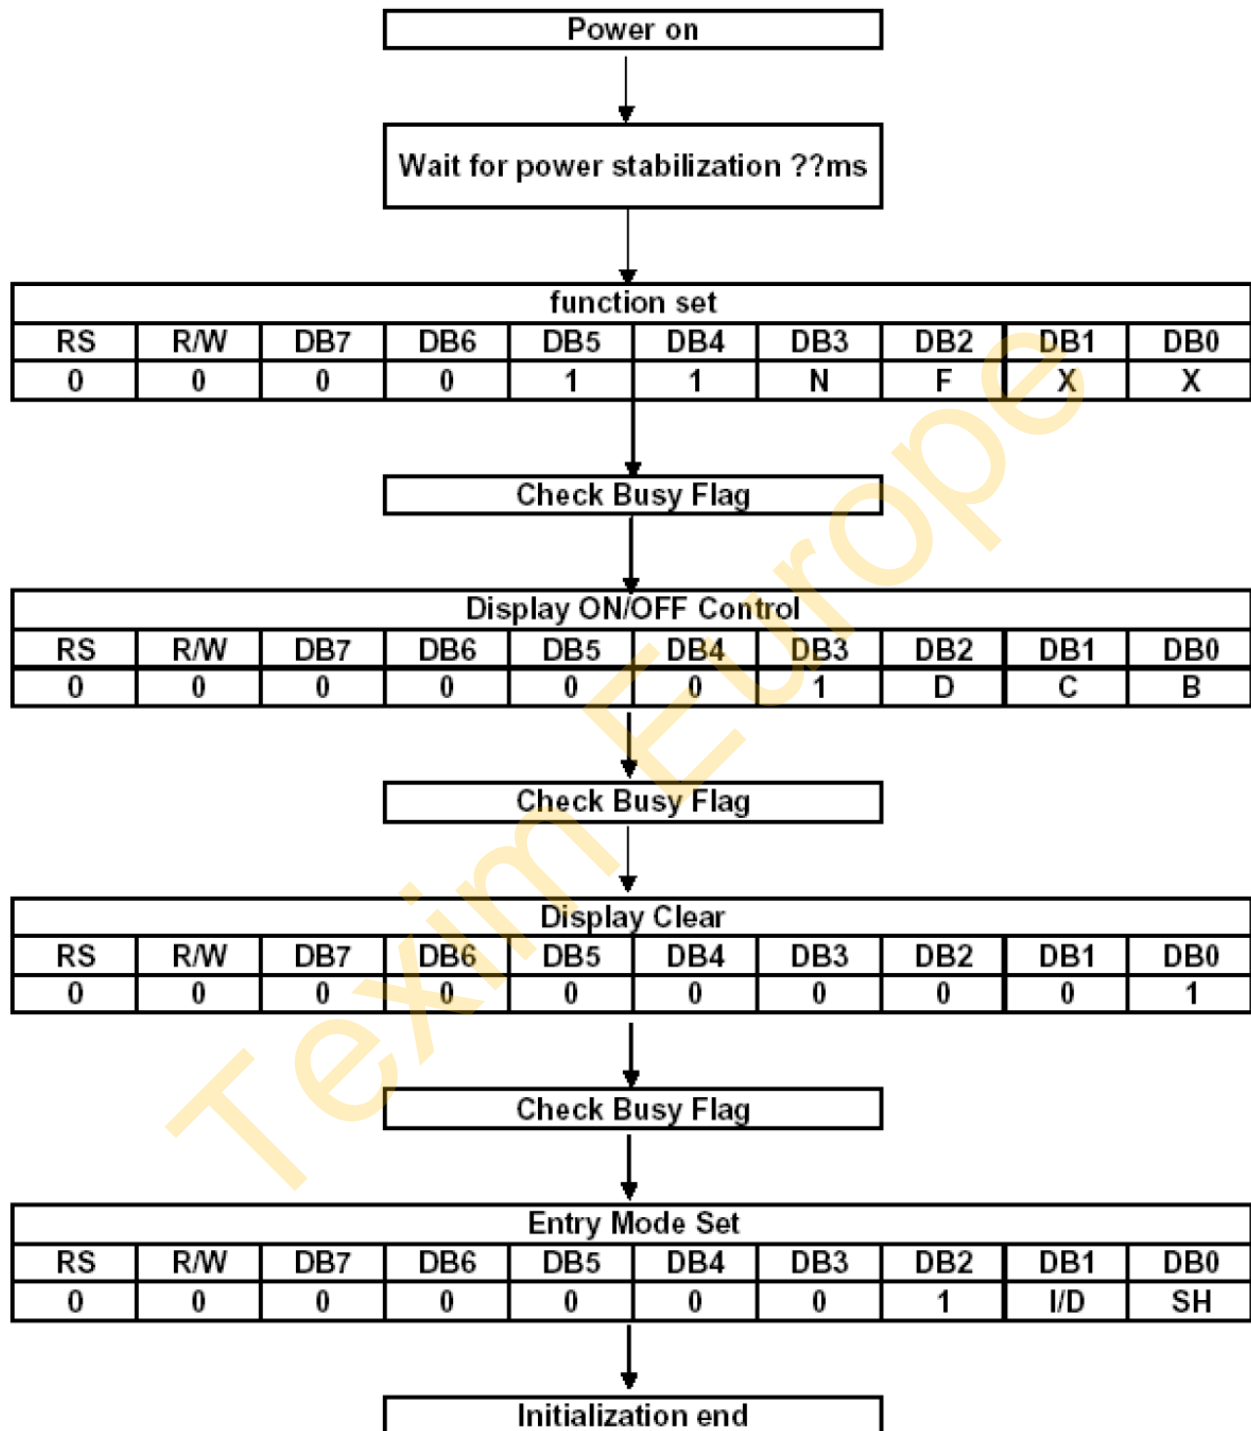 Power on
Wait for power stabilization ??ms
function set
RS R/W DB7 DB6 DB5 DB4 DB3 DB2 DB1 DB0
0 0 0 0 1 1 N F X X
Check Busy Flag
Display ON/OFF Control
RS R/W DB7 DB6 DB5 DB4 DB3 DB2 DB1 DB0
0 0 0 0 0 0 1 D C B
Check Busy Flag
Display Clear
RS R/W DB7 DB6 DB5 DB4 DB3 DB2 DB1 DB0
0 0 0 0 0 0 0 0 0 1
Check Busy Flag
Entry Mode Set
RS R/W DB7 DB6 DB5 DB4 DB3 DB2 DB1 DB0
0 0 0 0 0 0 0 1 I/D SH
Initialization end
Texim Europe